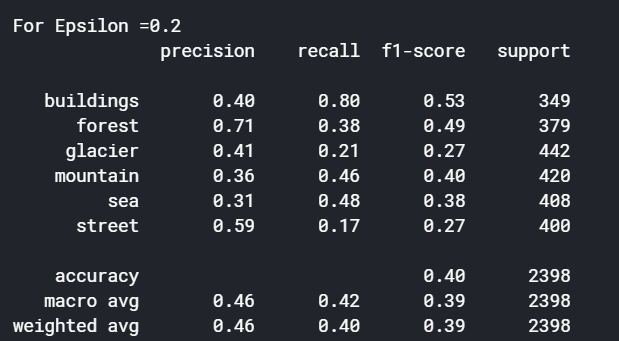 For Epsilon =0.2
precision recall f1-score support
buildings 0.40 0.80 0.53 349
forest 0.71 0.38 0.49 379
glacier 0.41 0.21 0.27 442
mountain 0.36 0.46 0.40 420
sea 0.31 0.48 0.38 408
street 0.59 0.17 0.27 400
accuracy 0.40 2398
macro avg 0.46 0.42 0.39 2398
weighted avg 0.46 0.40 0.39 2398